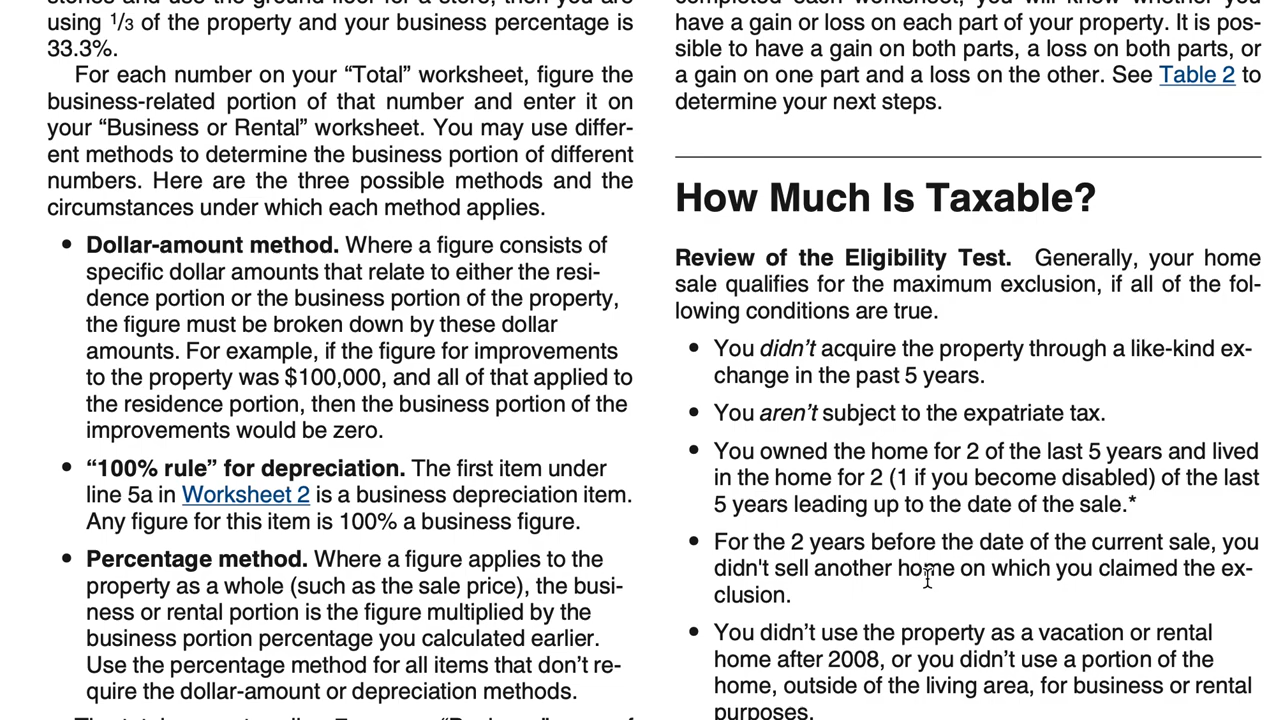 using 1/3 of the property and your business percentage is
33.3%.
For each number on your “Total” worksheet, figure the
business-related portion of that number and enter it on
your “Business or Rental” worksheet. You may use differ-
ent methods to determine the business portion of different
numbers. Here are the three possible methods and the
circumstances under which each method applies.
• Dollar-amount method. Where a figure consists of
specific dollar amounts that relate to either the resi-
dence portion or the business portion of the property,
the figure must be broken down by these dollar
amounts. For example, if the figure for improvements
to the property was $100,000, and all of that applied to
the residence portion, then the business portion of the
improvements would be zero.
• “100% rule” for depreciation. The first item under
line 5a in Worksheet 2 is a business depreciation item.
Any figure for this item is 100% a business figure.
• Percentage method. Where a figure applies to the
property as a whole (such as the sale price), the busi-
ness or rental portion is the figure multiplied by the
business portion percentage you calculated earlier.
Use the percentage method for all items that don’t re-
quire the dollar-amount or depreciation methods.
have a gain or loss on each part of your property. It is pos-
sible to have a gain on both parts, a loss on both parts, or
a gain on one part and a loss on the other. See Table 2 to
determine your next steps.
How Much Is Taxable?
Review of the Eligibility Test. Generally, your home
sale qualifies for the maximum exclusion, if all of the fol-
lowing conditions are true.
• You didn’t acquire the property through a like-kind ex-
change in the past 5 years.
• You aren’t subject to the expatriate tax.
• You owned the home for 2 of the last 5 years and lived
in the home for 2 (1 if you become disabled) of the last
5 years leading up to the date of the sale.*
• For the 2 years before the date of the current sale, you
didn't sell another home on which you claimed the ex-
clusion.
• You didn’t use the property as a vacation or rental
home after 2008, or you didn’t use a portion of the
home, outside of the living area, for business or rental
purposes.